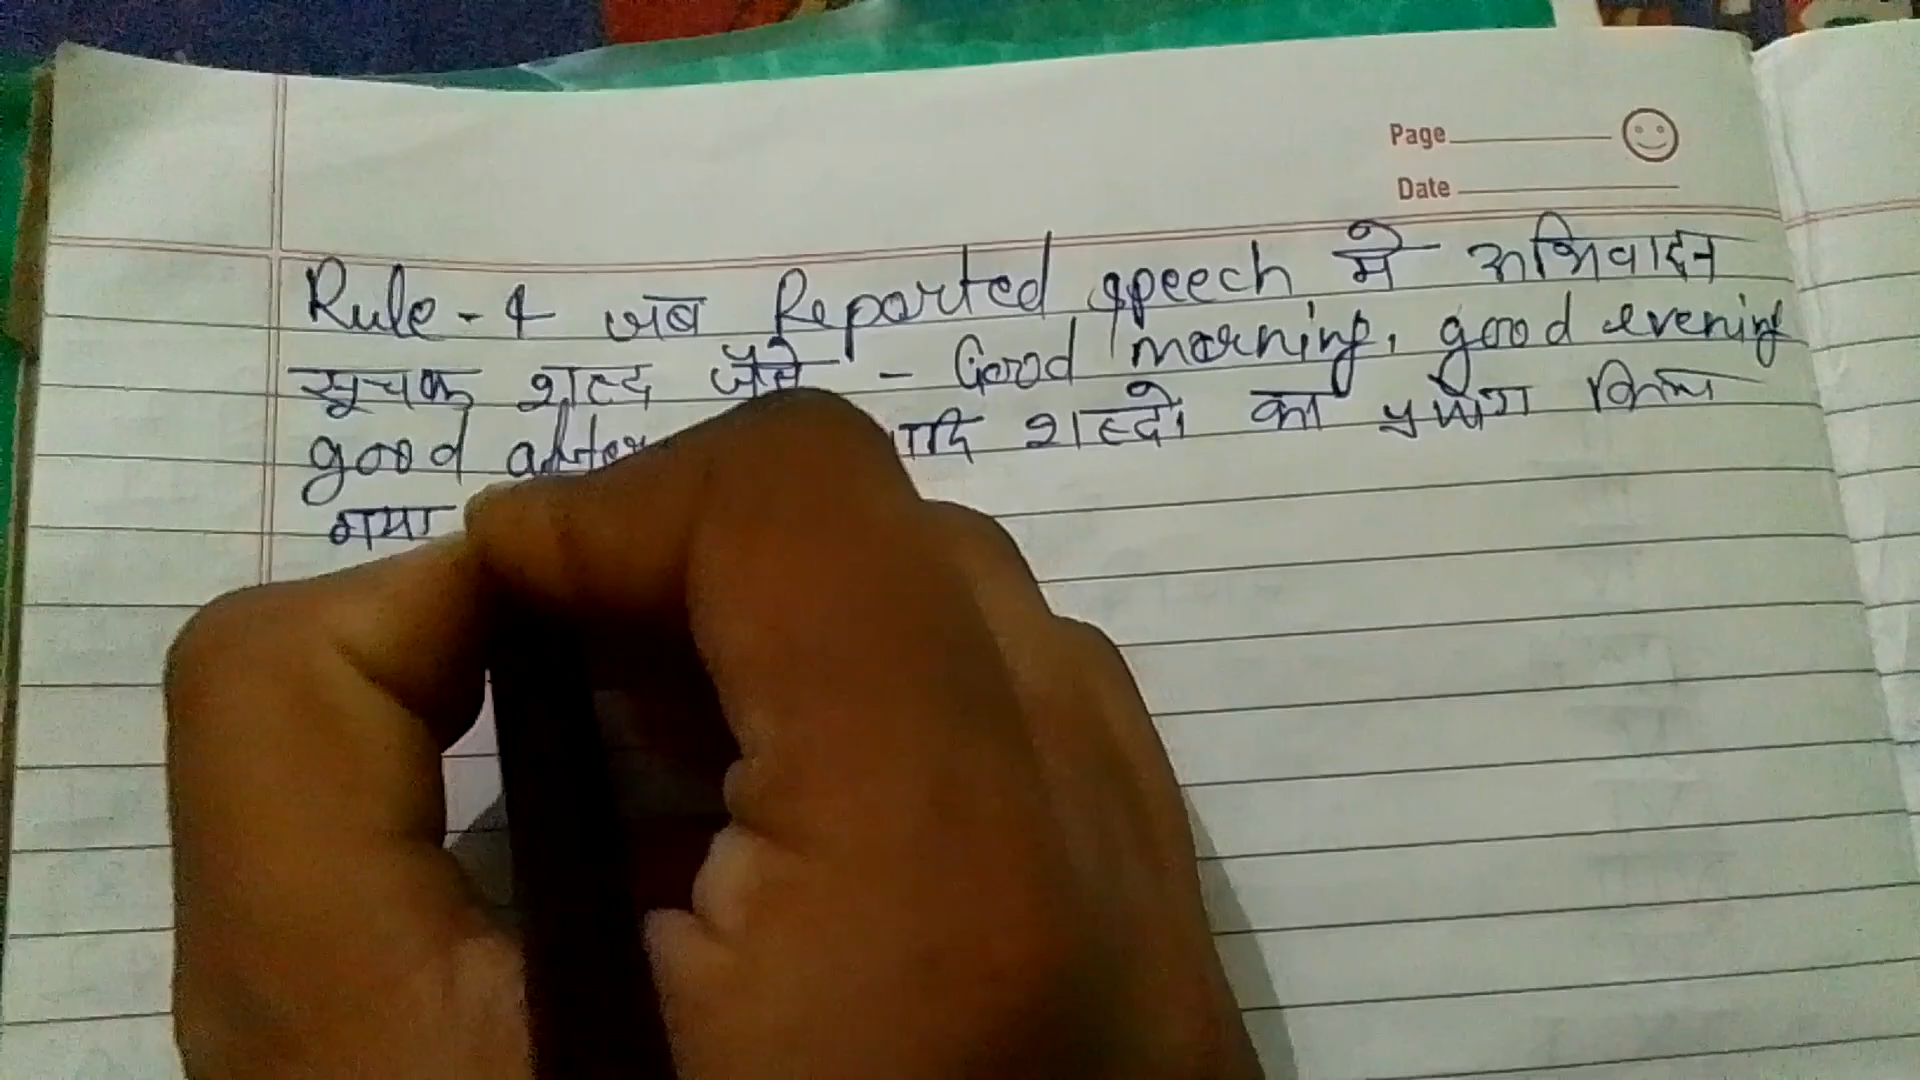 Page
Date
Rule - 4 जब Reported speech मे अभिवादन
सूचक शब्द जैसे - Good morning, good evening
good शब्दो का प्रयोग किया
गया